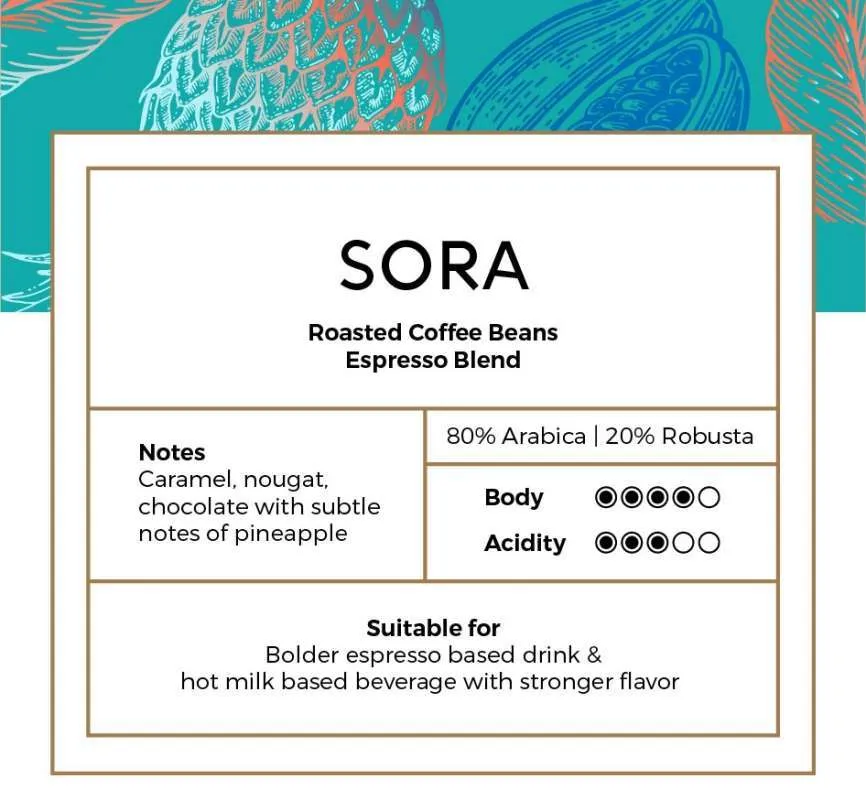 SORA
Roasted Coffee Beans
Espresso Blend
Notes
Caramel, nougat,
chocolate with subtle
notes of pineapple
80% Arabica | 20% Robusta
Body
Acidity
Suitable for
Bolder espresso based drink &
hot milk based beverage with stronger flavor